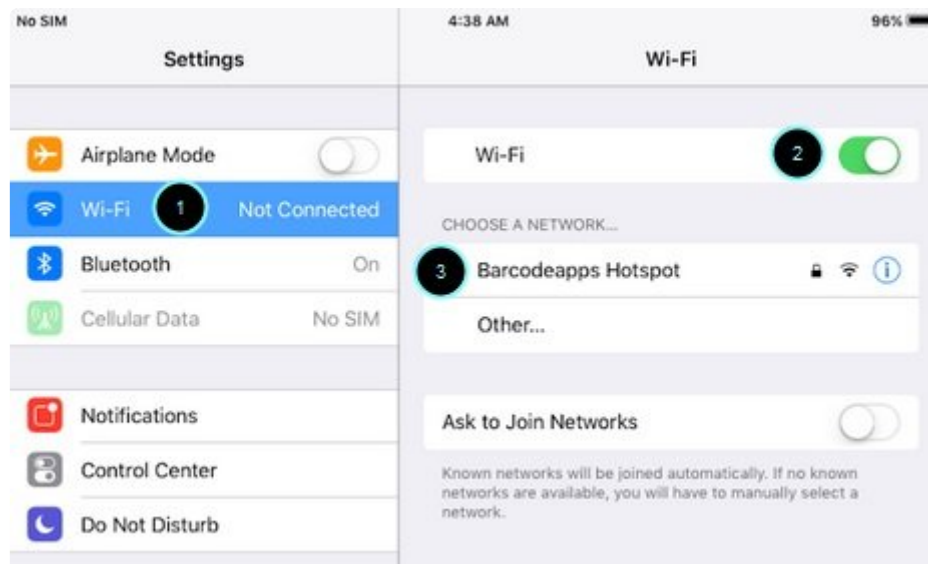 No SIM
4:38 AM
96%
Settings
Wi-Fi
Airplane Mode
Wi-Fi 1 Not Connected
Bluetooth On
Cellular Data No SIM
Notifications
Control Center
Do Not Disturb
Wi-Fi 2
CHOOSE A NETWORK...
3 Barcodeapps Hotspot
Other...
Ask to Join Networks
Known networks will be joined automatically. If no known
networks are available, you will have to manually select a
network.